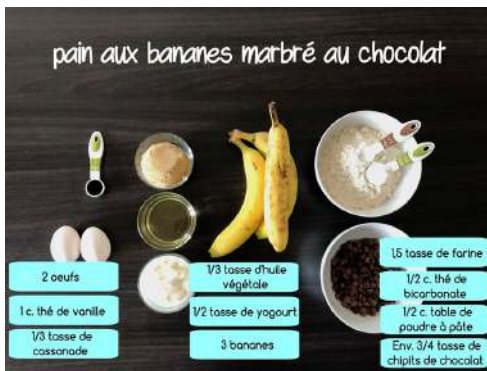 pain aux bananes marbré au chocolat
2 oeufs
1 c. thé de vanille
1/3 tasse de
cassonade
1/3 tasse d'huile
végétale
1/2 tasse de yogourt
3 bananes
1,5 tasse de farine
1/2 c. thé de
bicarbonate
1/2 c. table de
poudre à pâte
Env. 3/4 tasse de
chipits de chocolat